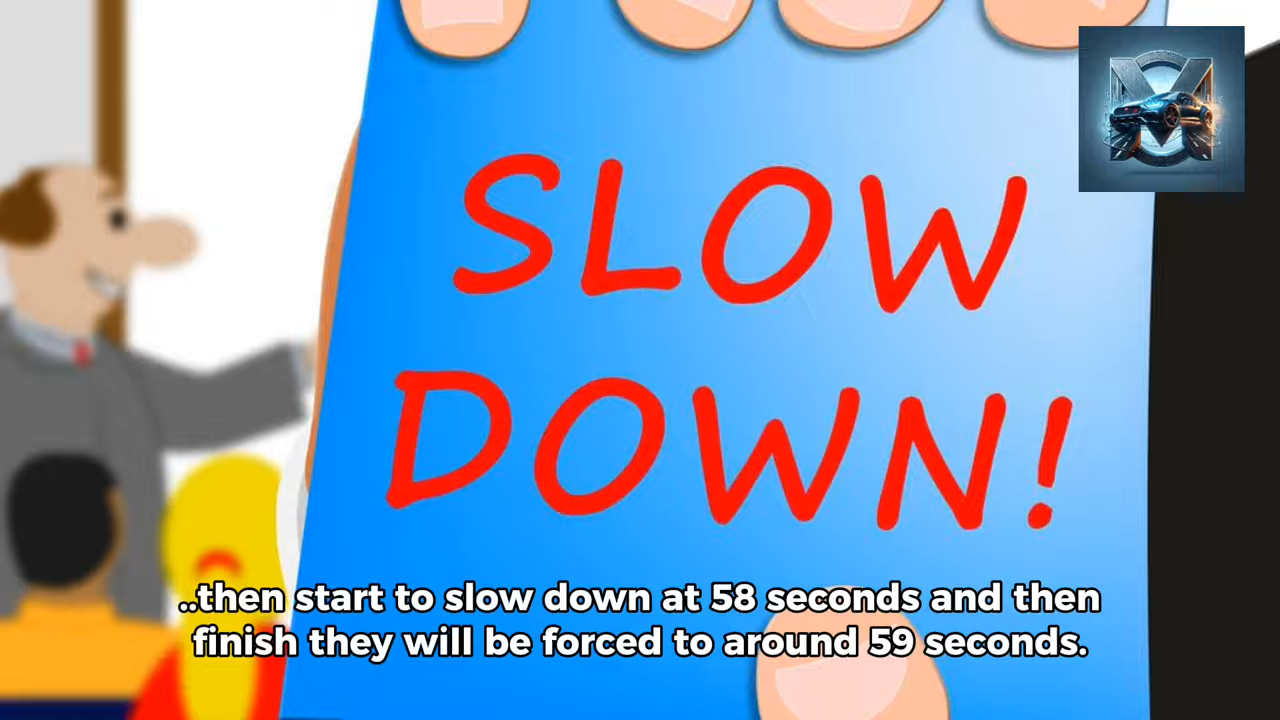 SLOW
DOWN!
..then start to slow down at 58 seconds and then
finish they will be forced to around 59 seconds.